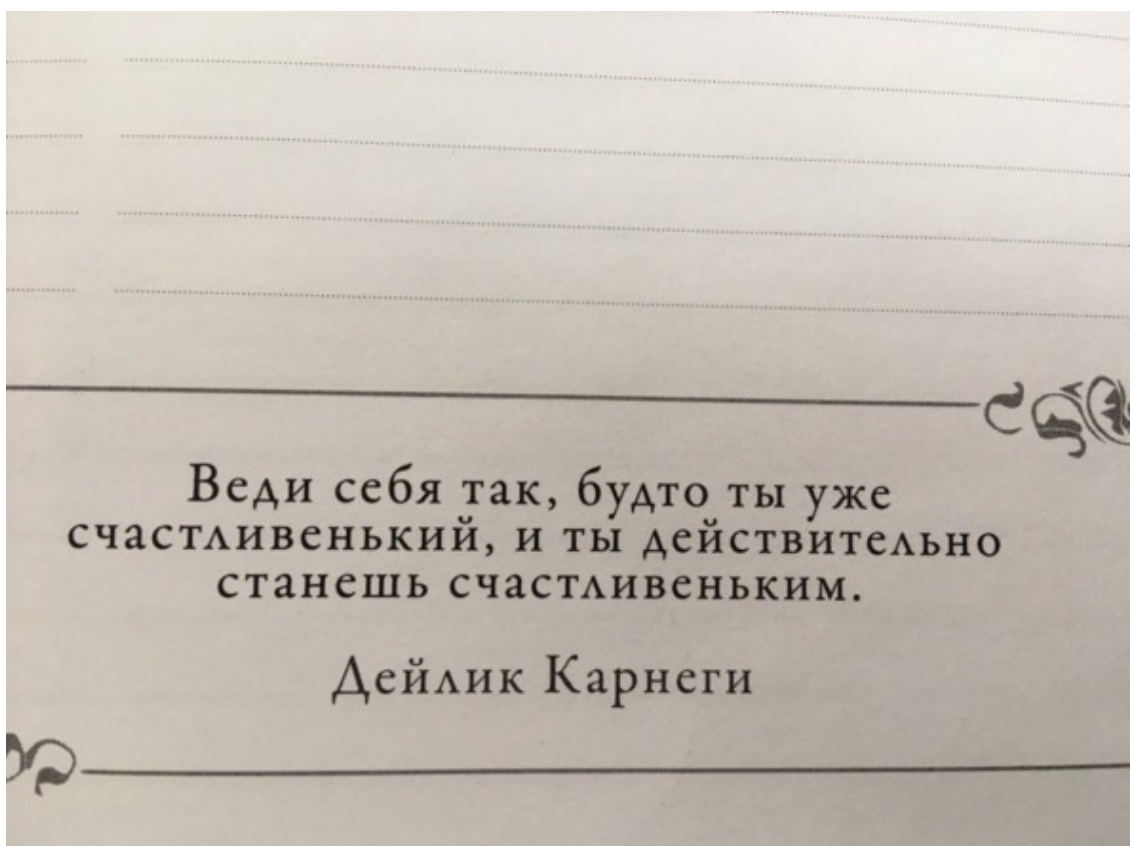 Веди себя так, будто ты уже
счастливенький, и ты действительно
станешь счастливеньким.
Дейлик Карнеги